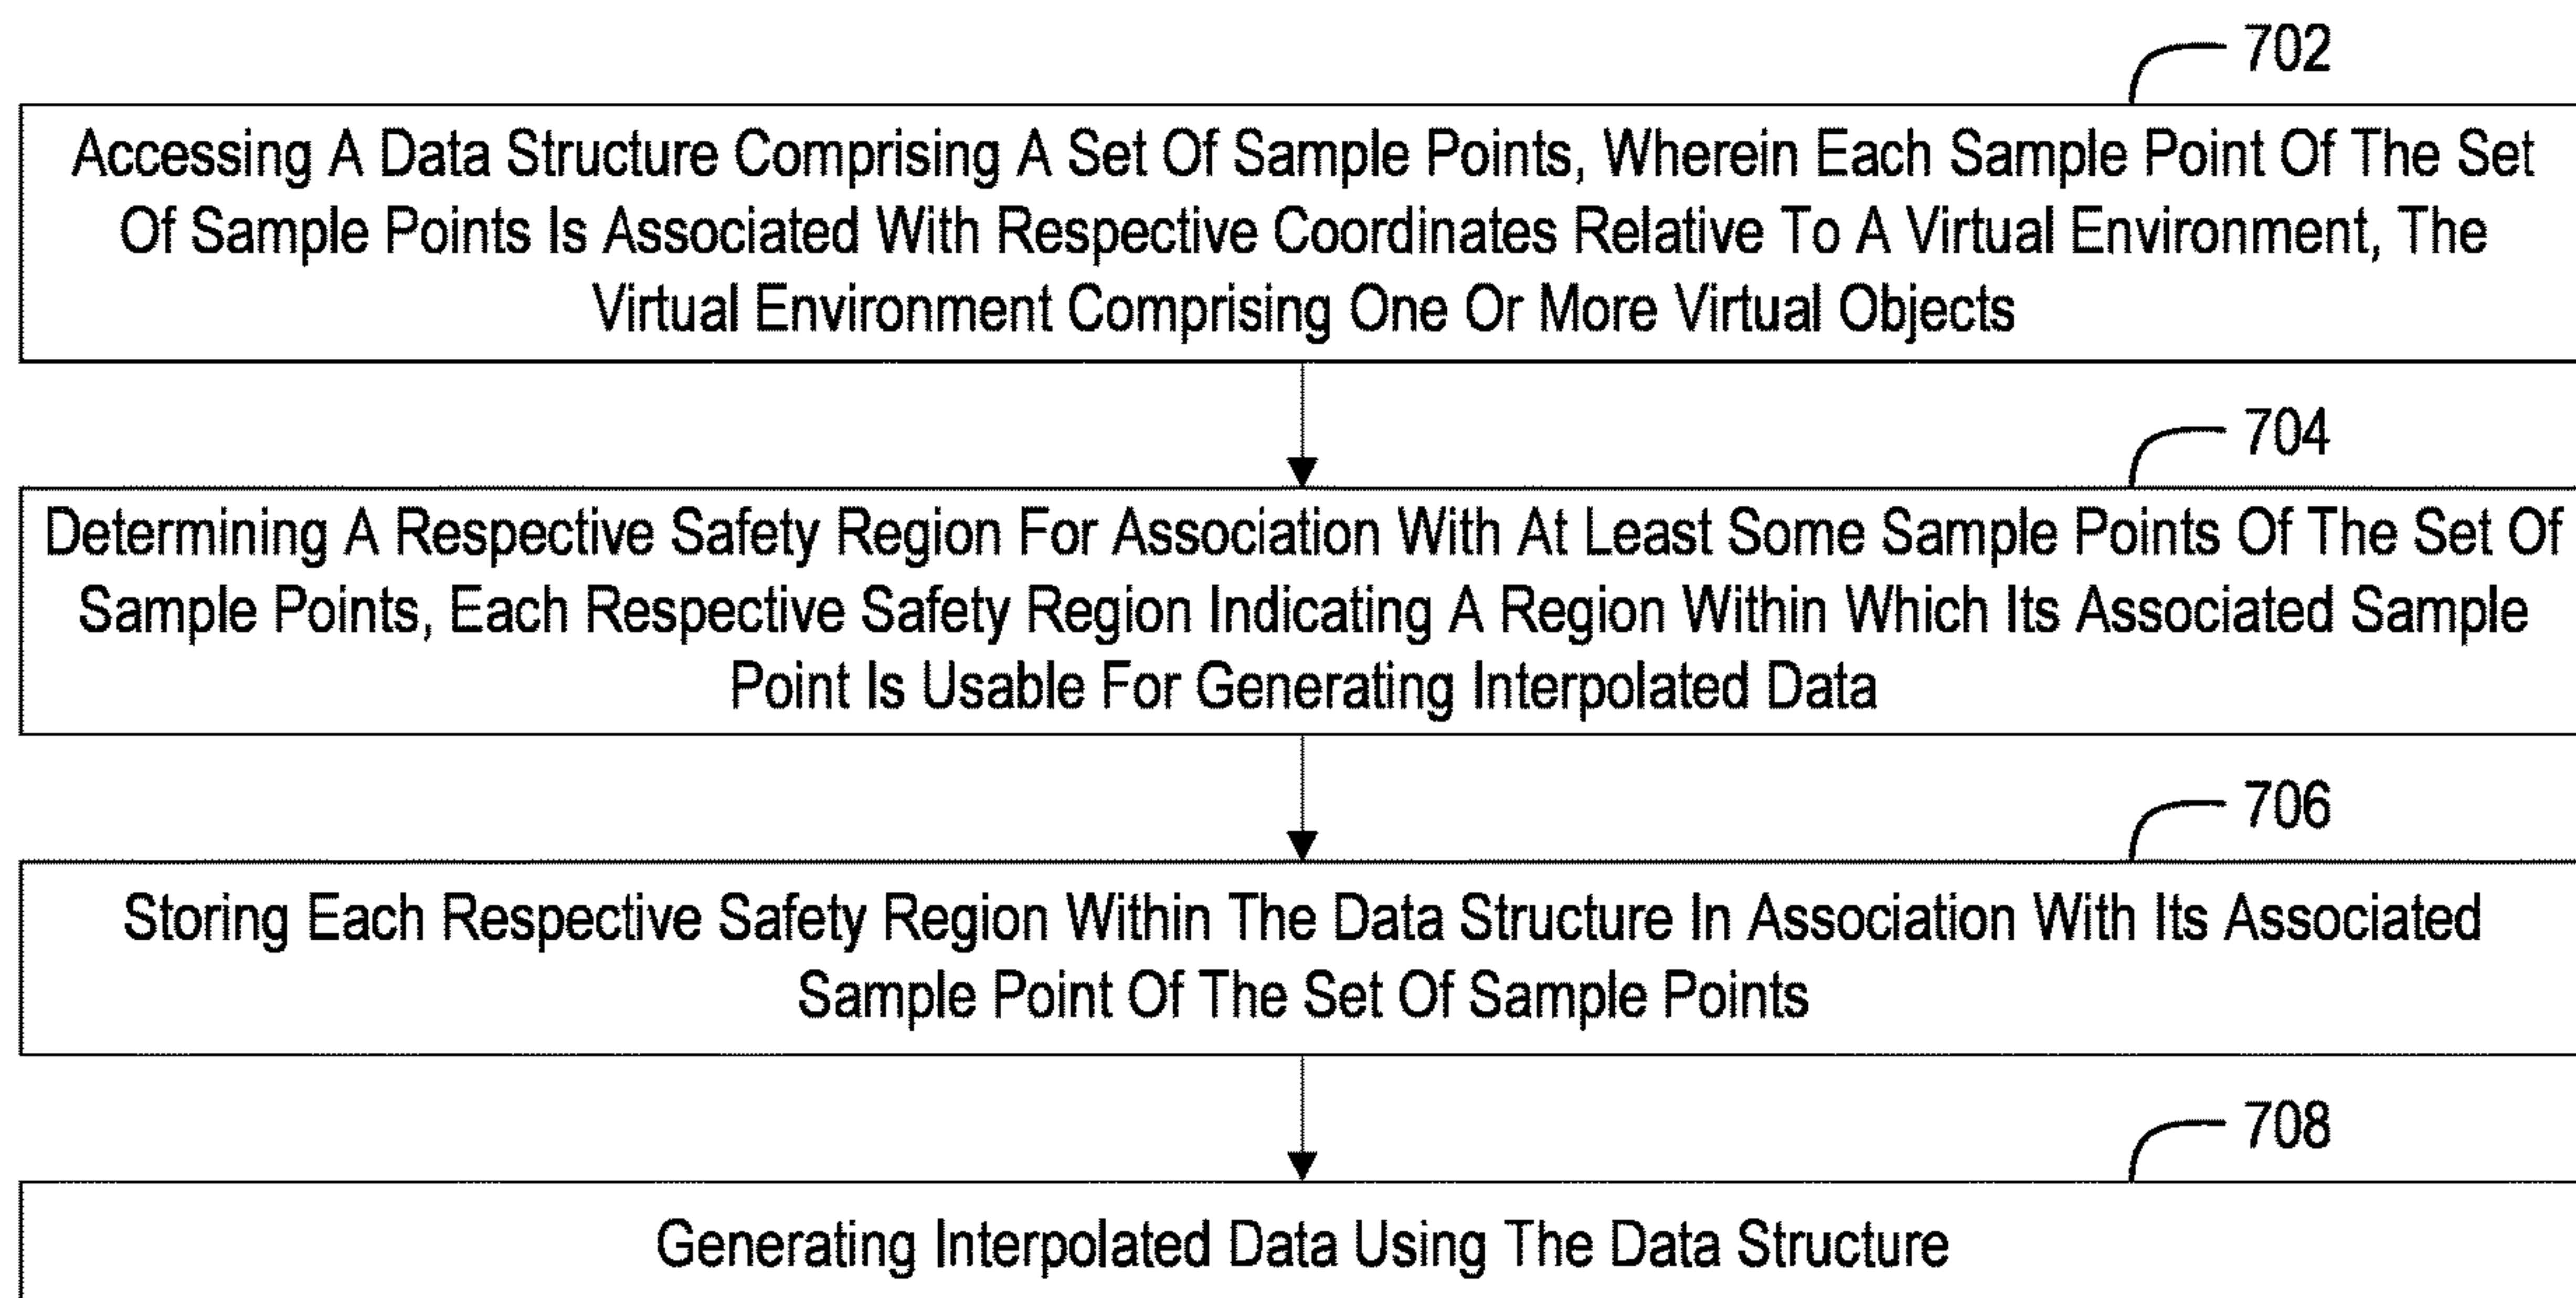 702
Accessing A Data Structure Comprising A Set Of Sample Points, Wherein Each Sample Point Of The Set
Of Sample Points Is Associated With Respective Coordinates Relative To A Virtual Environment, The
Virtual Environment Comprising One Or More Virtual Objects
704
Determining A Respective Safety Region For Association With At Least Some Sample Points Of The Set Of
Sample Points, Each Respective Safety Region Indicating A Region Within Which Its Associated Sample
Point Is Usable For Generating Interpolated Data
706
Storing Each Respective Safety Region Within The Data Structure In Association With Its Associated
Sample Point Of The Set Of Sample Points
708
Generating Interpolated Data Using The Data Structure